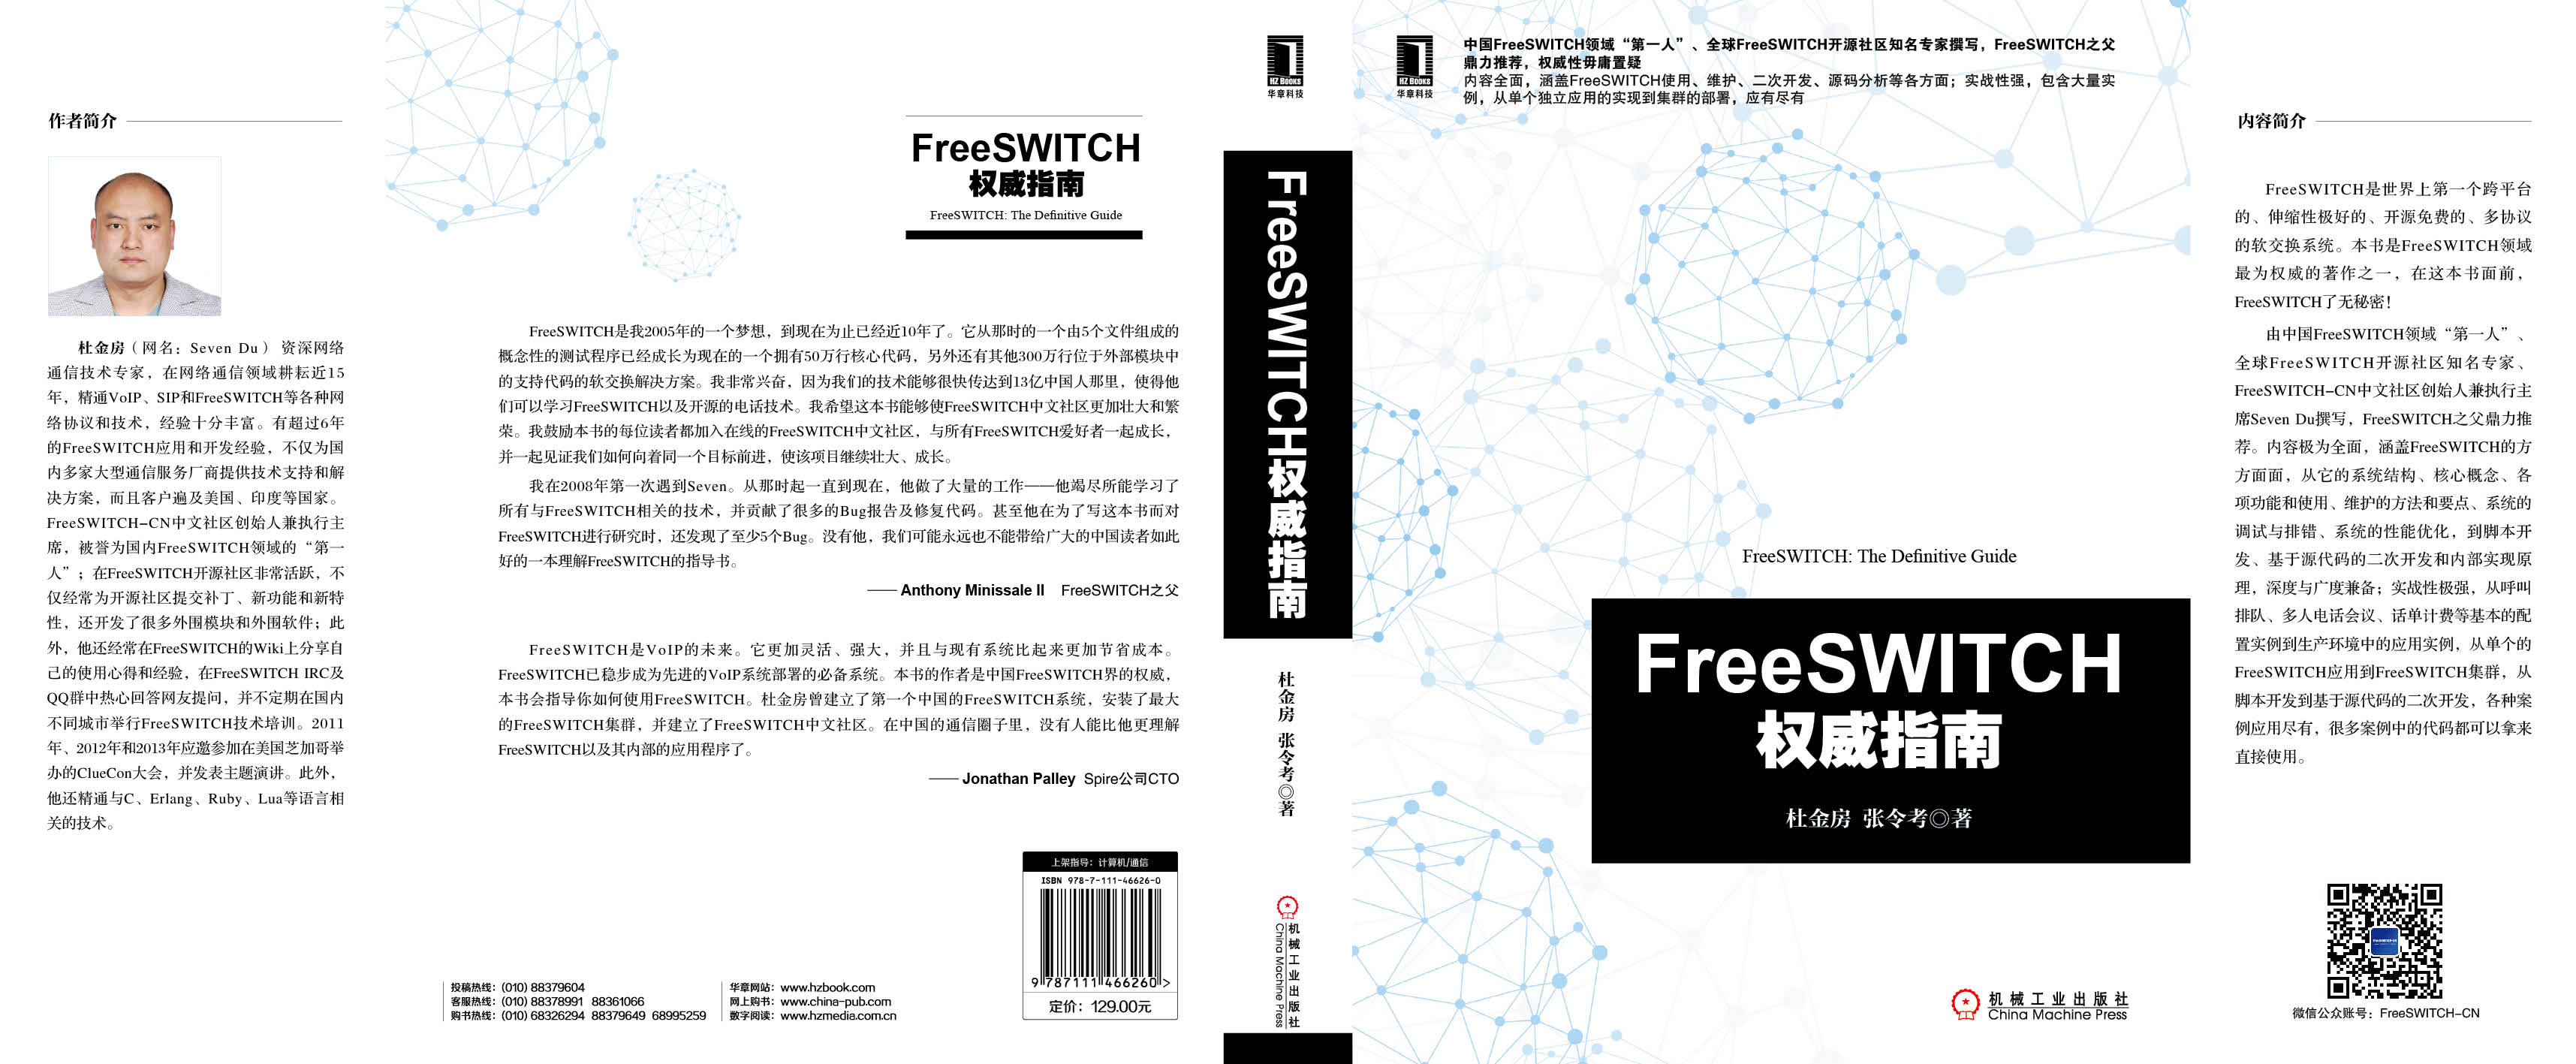 作者简介
杜金房（网名：Seven Du） 资深网络
通信技术专家，在网络通信领域耕耘近15
年，精通VoIP、SIP和FreeSWITCH等各种网
络协议和技术，经验十分丰富。有超过6年
的FreeSWITCH应用和开发经验，不仅为国
内多家大型通信服务厂商提供技术支持和解
决方案，而且客户遍及美国、印度等国家。
FreeSWITCH-CN中文社区创始人兼执行主
席，被誉为国内FreeSWITCH领域的“第一
人”；在FreeSWITCH开源社区非常活跃，不
仅经常为开源社区提交补丁、新功能和新特
性，还开发了很多外围模块和外围软件；此
外，他还经常在FreeSWITCH的Wiki上分享自
己的使用心得和经验，在FreeSWITCH IRC及
QQ群中热心回答网友提问，并不定期在国内
不同城市举行FreeSWITCH技术培训。2011
年、2012年和2013年应邀参加在美国芝加哥举
办的ClueCon大会，并发表主题演讲。此外，
他还精通与C、Erlang、Ruby、Lua等语言相
关的技术。
FreeSWITCH
权威指南
FreeSWITCH: The Definitive Guide
FreeSWITCH是我2005年的一个梦想，到现在为止已经近10年了。它从那时的一个由5个文件组成的
概念性的测试程序已经成长为现在的一个拥有50万行核心代码，另外还有其他300万行位于外部模块中
的支持代码的软交换解决方案。我非常兴奋，因为我们的技术能够很快传达到13亿中国人那里，使得他
们可以学习FreeSWITCH以及开源的电话技术。我希望这本书能够使FreeSWITCH中文社区更加壮大和繁
荣。我鼓励本书的每位读者都加入在线的FreeSWITCH中文社区，与所有FreeSWITCH爱好者一起成长，
并一起见证我们如何向着同一个目标前进，使该项目继续壮大、成长。
我在2008年第一次遇到Seven。从那时起一直到现在，他做了大量的工作——他竭尽所能学习了
所有与FreeSWITCH相关的技术，并贡献了很多的Bug报告及修复代码。甚至他在为了写这本书而对
FreeSWITCH进行研究时，还发现了至少5个Bug。没有他，我们可能永远也不能带给广大的中国读者如此
好的一本理解FreeSWITCH的指导书。
—— Anthony Minissale II FreeSWITCH之父
FreeSWITCH是VoIP的未来。它更加灵活、强大，并且与现有系统比起来更加节省成本。
FreeSWITCH已稳步成为先进的VoIP系统部署的必备系统。本书的作者是中国FreeSWITCH界的权威，
本书会指导你如何使用FreeSWITCH。杜金房曾建立了第一个中国的FreeSWITCH系统，安装了最大
的FreeSWITCH集群，并建立了FreeSWITCH中文社区。在中国的通信圈子里，没有人能比他更理解
FreeSWITCH以及其内部的应用程序了。
—— Jonathan Palley Spire公司CTO
上架指导：计算机/通信
ISBN 978-7-111-46626-0
9 787111 466260 >
定价：129.00元
投稿热线：(010) 88379604
客服热线：(010) 88378991 88361066
购书热线：(010) 68326294 88379649 68995259
华章网站：www.hzbook.com
网上购书：www.china-pub.com
数字阅读：www.hzmedia.com.cn
HZ BOOKS
华章科技
FreeSWITCH权威指南
杜金房 张令考◎著
机械工业出版社
China Machine Press
HZ BOOKS
华章科技
中国FreeSWITCH领域“第一人”、全球FreeSWITCH开源社区知名专家撰写，FreeSWITCH之父
鼎力推荐，权威性毋庸置疑
内容全面，涵盖FreeSWITCH使用、维护、二次开发、源码分析等各方面；实战性强，包含大量实
例，从单个独立应用的实现到集群的部署，应有尽有
FreeSWITCH: The Definitive Guide
FreeSWITCH
权威指南
杜金房 张令考◎著
机械工业出版社
China Machine Press
内容简介
FreeSWITCH是世界上第一个跨平台
的、伸缩性极好的、开源免费的、多协议
的软交换系统。本书是FreeSWITCH领域
最为权威的著作之一，在这本书面前，
FreeSWITCH了无秘密！
由中国FreeSWITCH领域“第一人”、
全球FreeSWITCH开源社区知名专家、
FreeSWITCH-CN中文社区创始人兼执行主
席Seven Du撰写，FreeSWITCH之父鼎力推
荐。内容极为全面，涵盖FreeSWITCH的方
方面面，从它的系统结构、核心概念、各
项功能和使用、维护的方法和要点、系统的
调试与排错、系统的性能优化，到脚本开
发、基于源代码的二次开发和内部实现原
理，深度与广度兼备；实战性极强，从呼叫
排队、多人电话会议、话单计费等基本的配
置实例到生产环境中的应用实例，从单个的
FreeSWITCH应用到FreeSWITCH集群，从
脚本开发到基于源代码的二次开发，各种案
例应用尽有，很多案例中的代码都可以拿来
直接使用。
微信公众账号：FreeSWITCH-CN